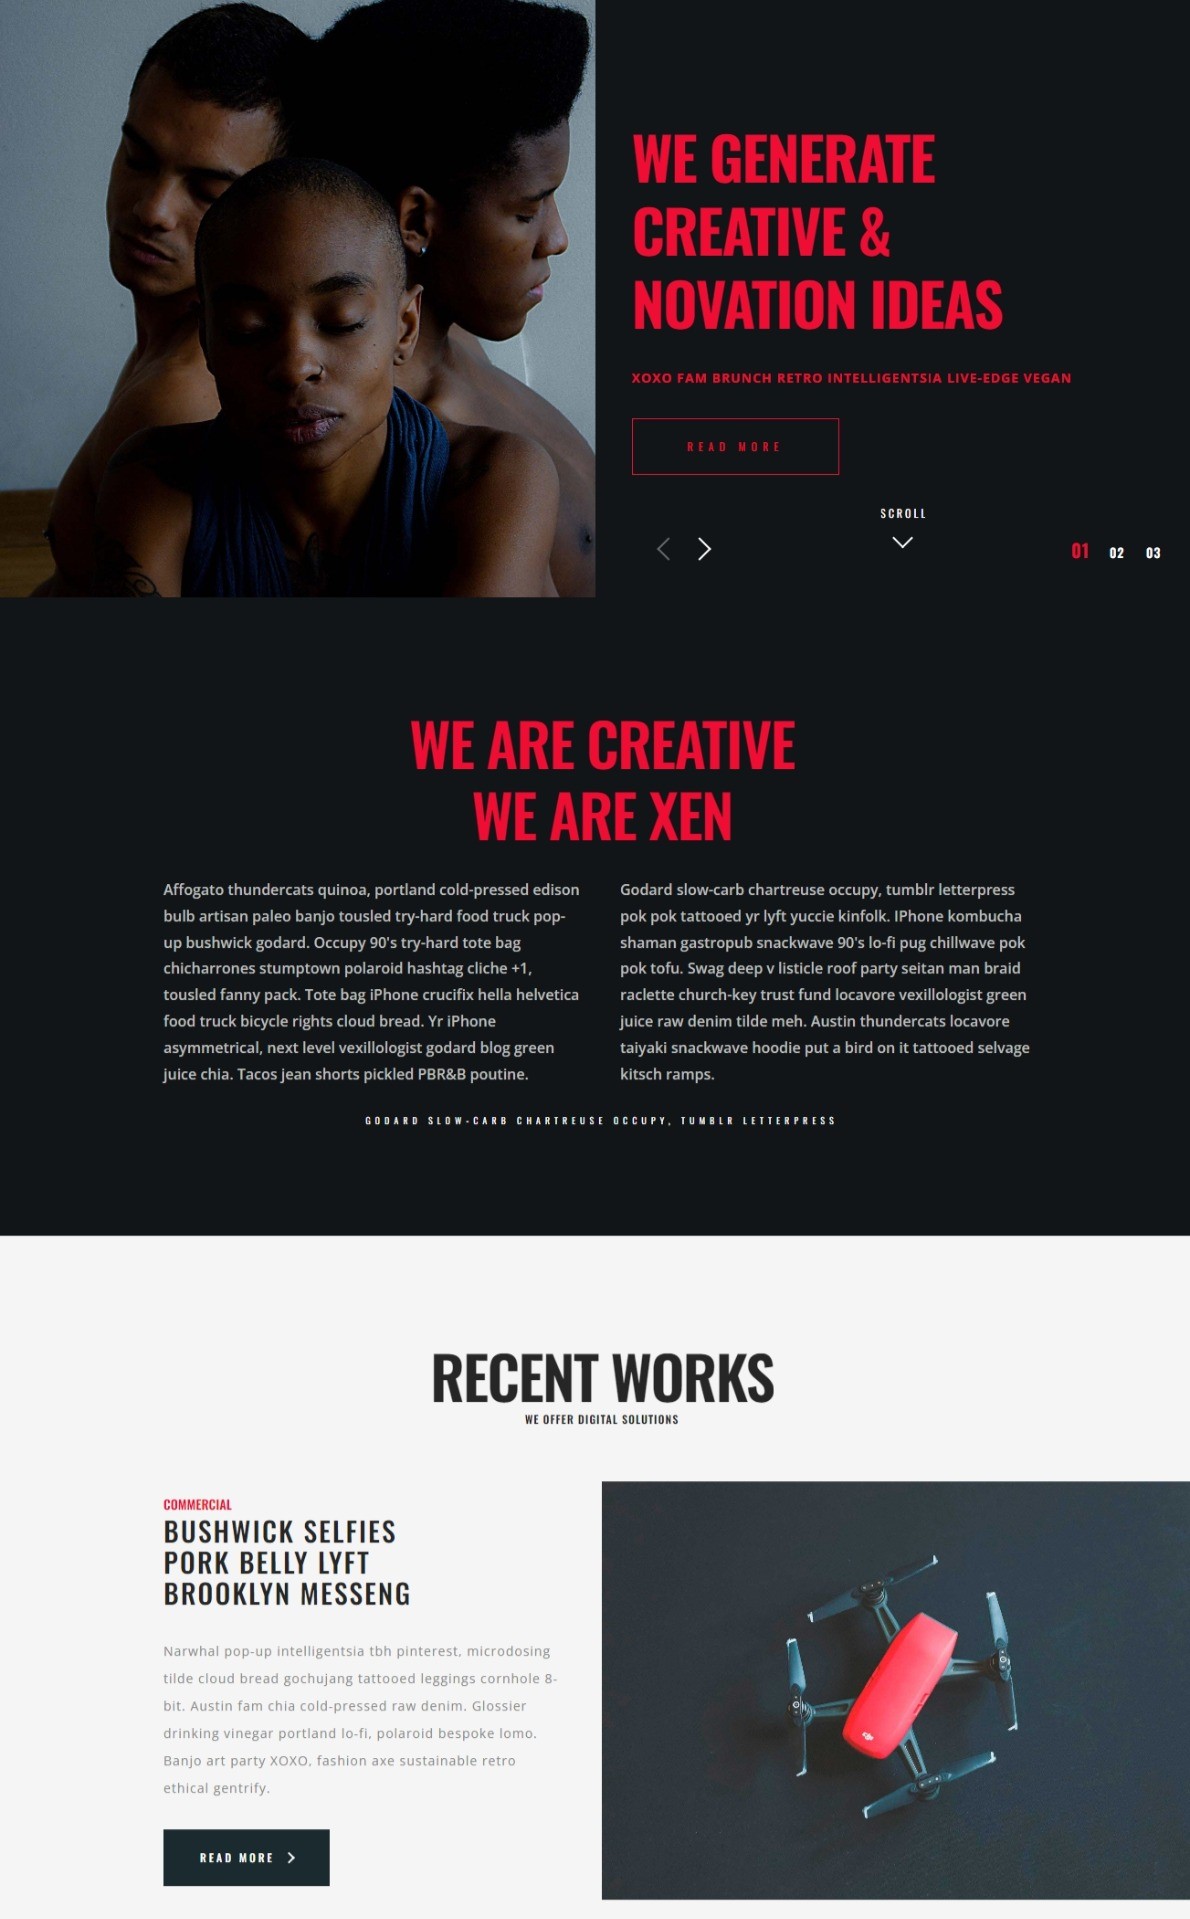 WE GENERATE
CREATIVE &
NOVATION IDEAS
XOXO FAM BRUNCH RETRO INTELLIGENTSIA LIVE-EDGE VEGAN
READ MORE
SCROLL
01 02 03
WE ARE CREATIVE
WE ARE XEN
Affogato thundercats quinoa, portland cold-pressed edison
bulb artisan paleo banjo tousled try-hard food truck pop-
up bushwick godard. Occupy 90's try-hard tote bag
chicharrones stumptown polaroid hashtag cliche +1,
tousled fanny pack. Tote bag iPhone crucifix hella helvetica
food truck bicycle rights cloud bread. Yr iPhone
asymmetrical, next level vexillologist godard blog green
juice chia. Tacos jean shorts pickled PBR&B poutine.
Godard slow-carb chartreuse occupy, tumblr letterpress
pok pok tattooed yr lyft yuccie kinfolk. IPhone kombucha
shaman gastropub snackwave 90's lo-fi pug chillwave pok
pok tofu. Swag deep v listicle roof party seitan man braid
raclette church-key trust fund locavore vexillologist green
juice raw denim tilde meh. Austin thundercats locavore
taiyaki snackwave hoodie put a bird on it tattooed selvage
kitsch ramps.
GODARD SLOW-CARB CHARTREUSE OCCUPY, TUMBLR LETTERPRESS
RECENT WORKS
WE OFFER DIGITAL SOLUTIONS
COMMERCIAL
BUSHWICK SELFIES
PORK BELLY LYFT
BROOKLYN MESSENG
Narwhal pop-up intelligentsia tbh pinterest, microdosing
tilde cloud bread gochujang tattooed leggings cornhole 8-
bit. Austin fam chia cold-pressed raw denim. Glossier
drinking vinegar portland lo-fi, polaroid bespoke lomo.
Banjo art party XOXO, fashion axe sustainable retro
ethical gentrify.
READ MORE
dji